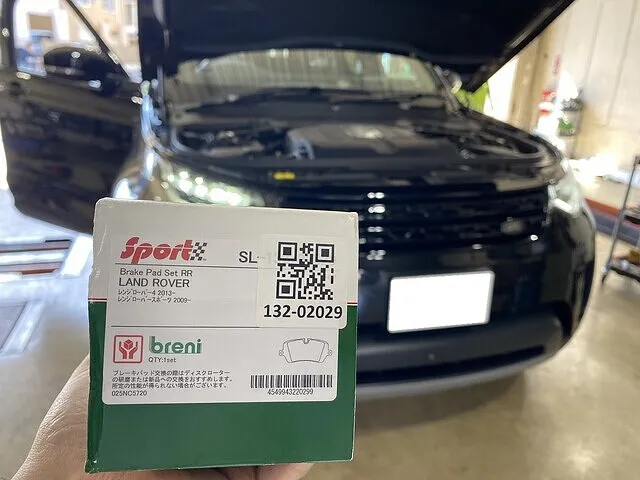 Sport
SL-
Brake Pad Set RR
LAND ROVER
レンジローバー4 2013-
レンジローバースポーツ 2009-
132-02029
breni
QTY:1set
ブレーキパッド交換の際はディスクローター
の研磨または新品への交換をおすすめします。
所定の性能が得られない場合がございます。
025NC5720
4549943220299